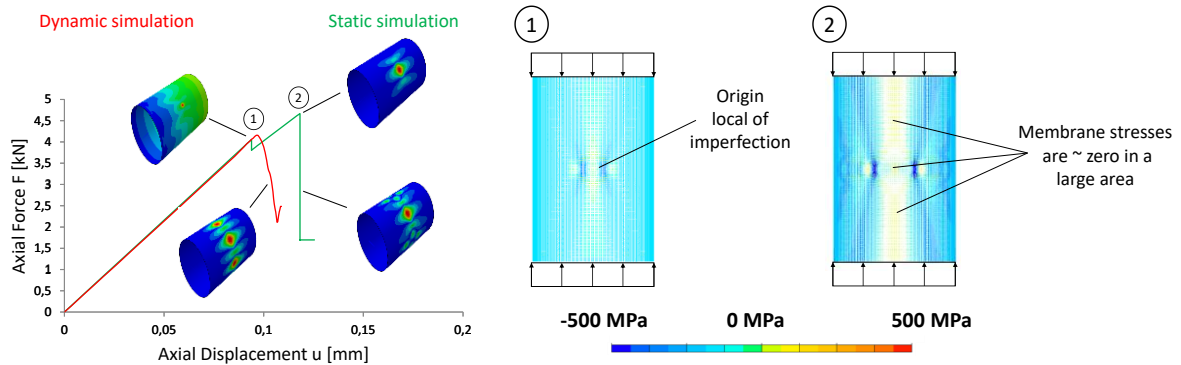 Dynamic simulation
Static simulation
Axial Force F [kN]
5
4,5
4
3,5
3
2,5
2
1,5
1
0,5
0
0
0,05
0,1
0,15
0,2
Axial Displacement u [mm]
1
2
1
Origin
local of
imperfection
2
Membrane stresses
are ~ zero in a
large area
-500 MPa
0 MPa
500 MPa